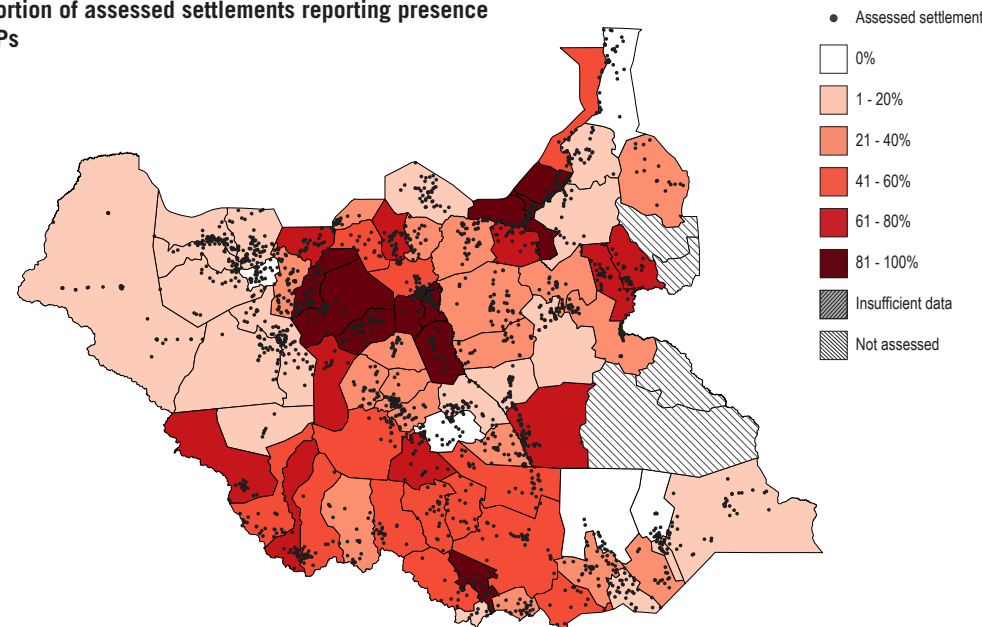 ortion of assessed settlements reporting presence
Ps
Assessed settlement
0%
1 - 20%
21 - 40%
41 - 60%
61 - 80%
81 - 100%
Insufficient data
Not assessed